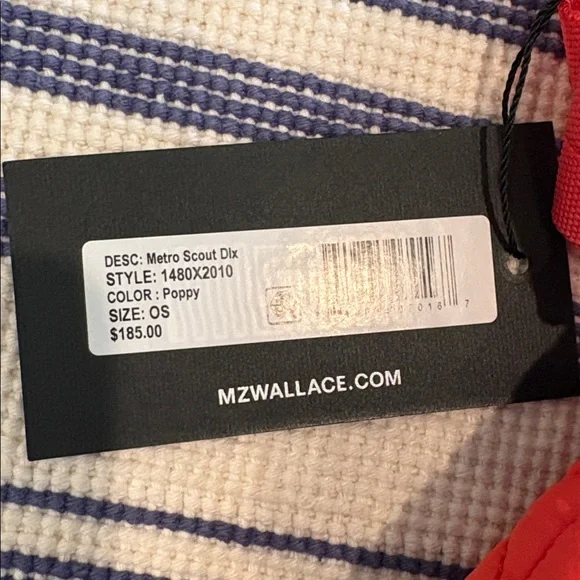 DESC: Metro Scout Dlx
STYLE: 1480X2010
COLOR : Poppy
SIZE: OS
$185.00
MZWALLACE.COM